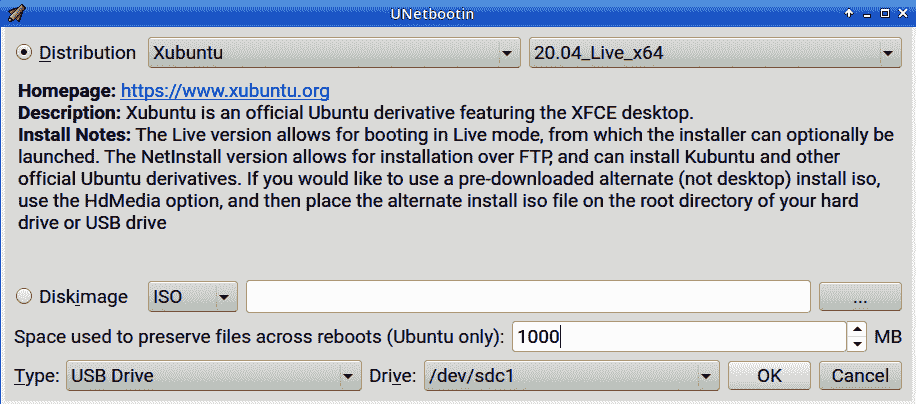 UNetbootin
Distribution Xubuntu 20.04_Live_x64
Homepage: https://www.xubuntu.org
Description: Xubuntu is an official Ubuntu derivative featuring the XFCE desktop.
Install Notes: The Live version allows for booting in Live mode, from which the installer can optionally be
launched. The NetInstall version allows for installation over FTP, and can install Kubuntu and other
official Ubuntu derivatives. If you would like to use a pre-downloaded alternate (not desktop) install iso,
use the HdMedia option, and then place the alternate install iso file on the root directory of your hard
drive or USB drive
Diskimage ISO ...
Space used to preserve files across reboots (Ubuntu only): 1000 MB
Type: USB Drive Drive: /dev/sdc1 OK Cancel